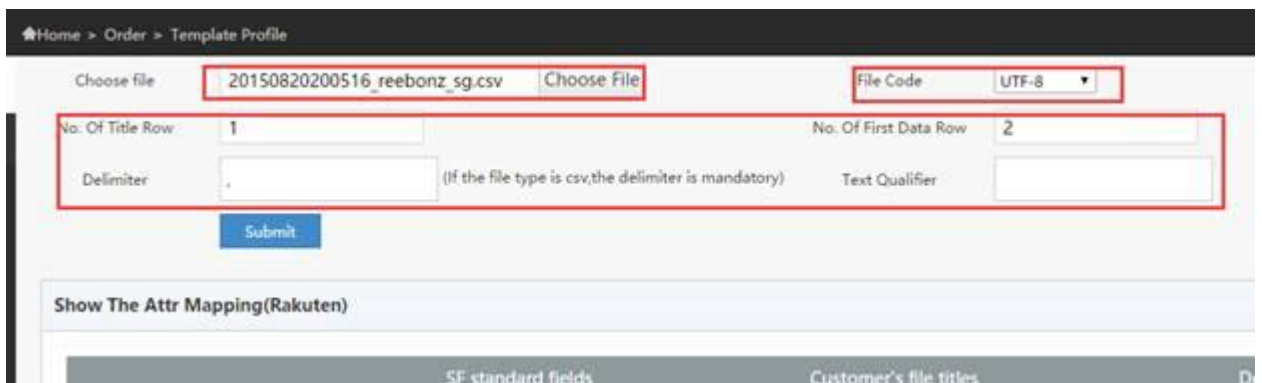 Home > Order > Template Profile
Choose file 20150820200516_reebonz_sg.csv Choose File File Code UTF-8
No. Of Title Row 1 No. Of First Data Row 2
Delimiter , (If the file type is csv,the delimiter is mandatory) Text Qualifier
Submit
Show The Attr Mapping(Rakuten)
SF standard fields Customer's file titles